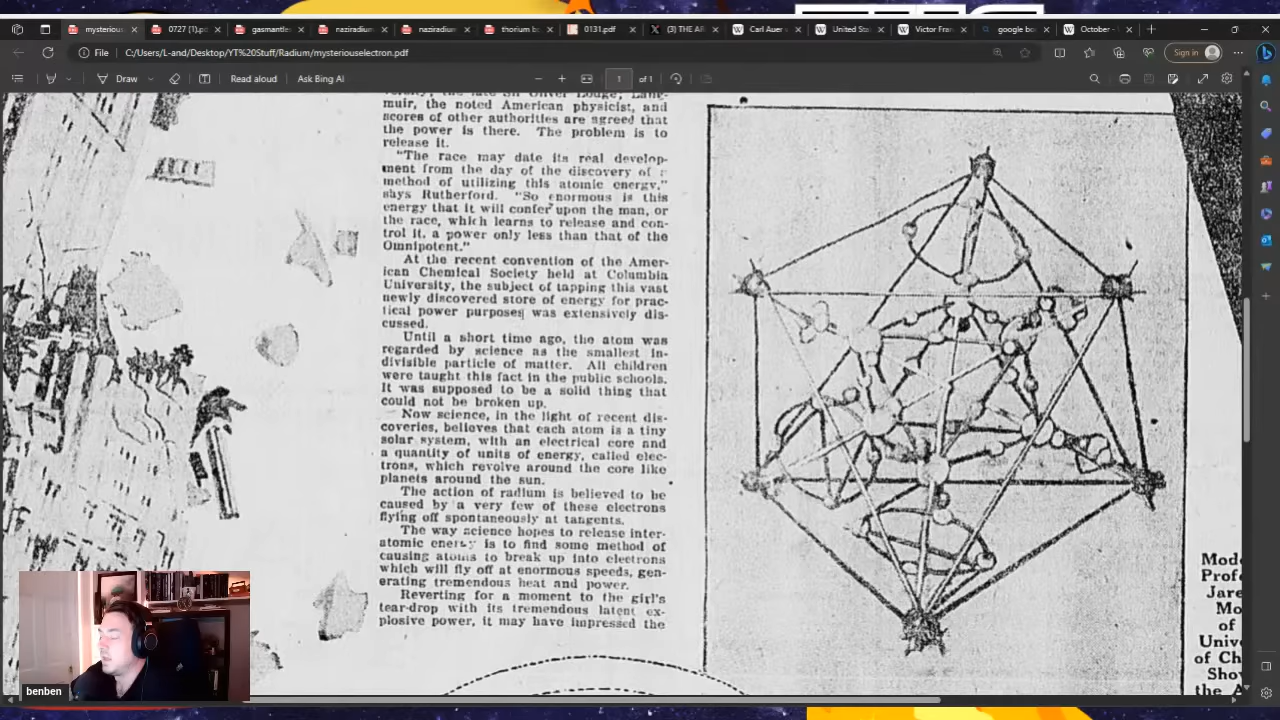 mysterious
0727 (1).p
gasmantle
naziradiu
naziradiu
thorium b
0131.pdf
(3) THE AR
Carl Auer
United St
Victor Fra
google bo
October -
File
C:/Users/L-and/Desktop/YT%20Stuff/Radium/mysteriouselectron.pdf
Sign in
Draw
Read aloud
Ask Bing AI
1
of 1
muir, the noted American physicist, and
scores of other authorities are agreed that
the power is there. The problem is to
release it.
"The race may date its real develop-
ment from the day of the discovery of
method of utilizing this atomic energy,"
says Rutherford. "So enormous is this
energy that it will confer upon the man, or
the race, which learns to release and con-
trol it, a power only less than that of the
Omnipotent."
At the recent convention of the Amer-
ican Chemical Society held at Columbia
University, the subject of tapping this vast
newly discovered store of energy for prac-
tical power purposes was extensively dis-
cussed.
Until a short time ago, the atom was
regarded by science as the smallest in-
divisible particle of matter. All children
were taught this fact in the public schools.
It was supposed to be a solid thing that
could not be broken up.
Now science, in the light of recent dis-
coveries, believes that each atom is a tiny
solar system, with an electrical core and
a quantity of units of energy, called elec-
trons, which revolve around the core like
planets around the sun.
The action of radium is believed to be
caused by a very few of these electrons
flying off spontaneously at tangents.
The way science hopes to release inter-
atomic energy is to find some method of
causing atoms to break up into electrons
which will fly off at enormous speeds, gen-
erating tremendous heat and power.
Reverting for a moment to the girl's
tear-drop with its tremendous latent ex-
plosive power, it may have impressed the
Mode
Profe
Jare
Mo
of
Unive
of Ch
Show
the A
benben